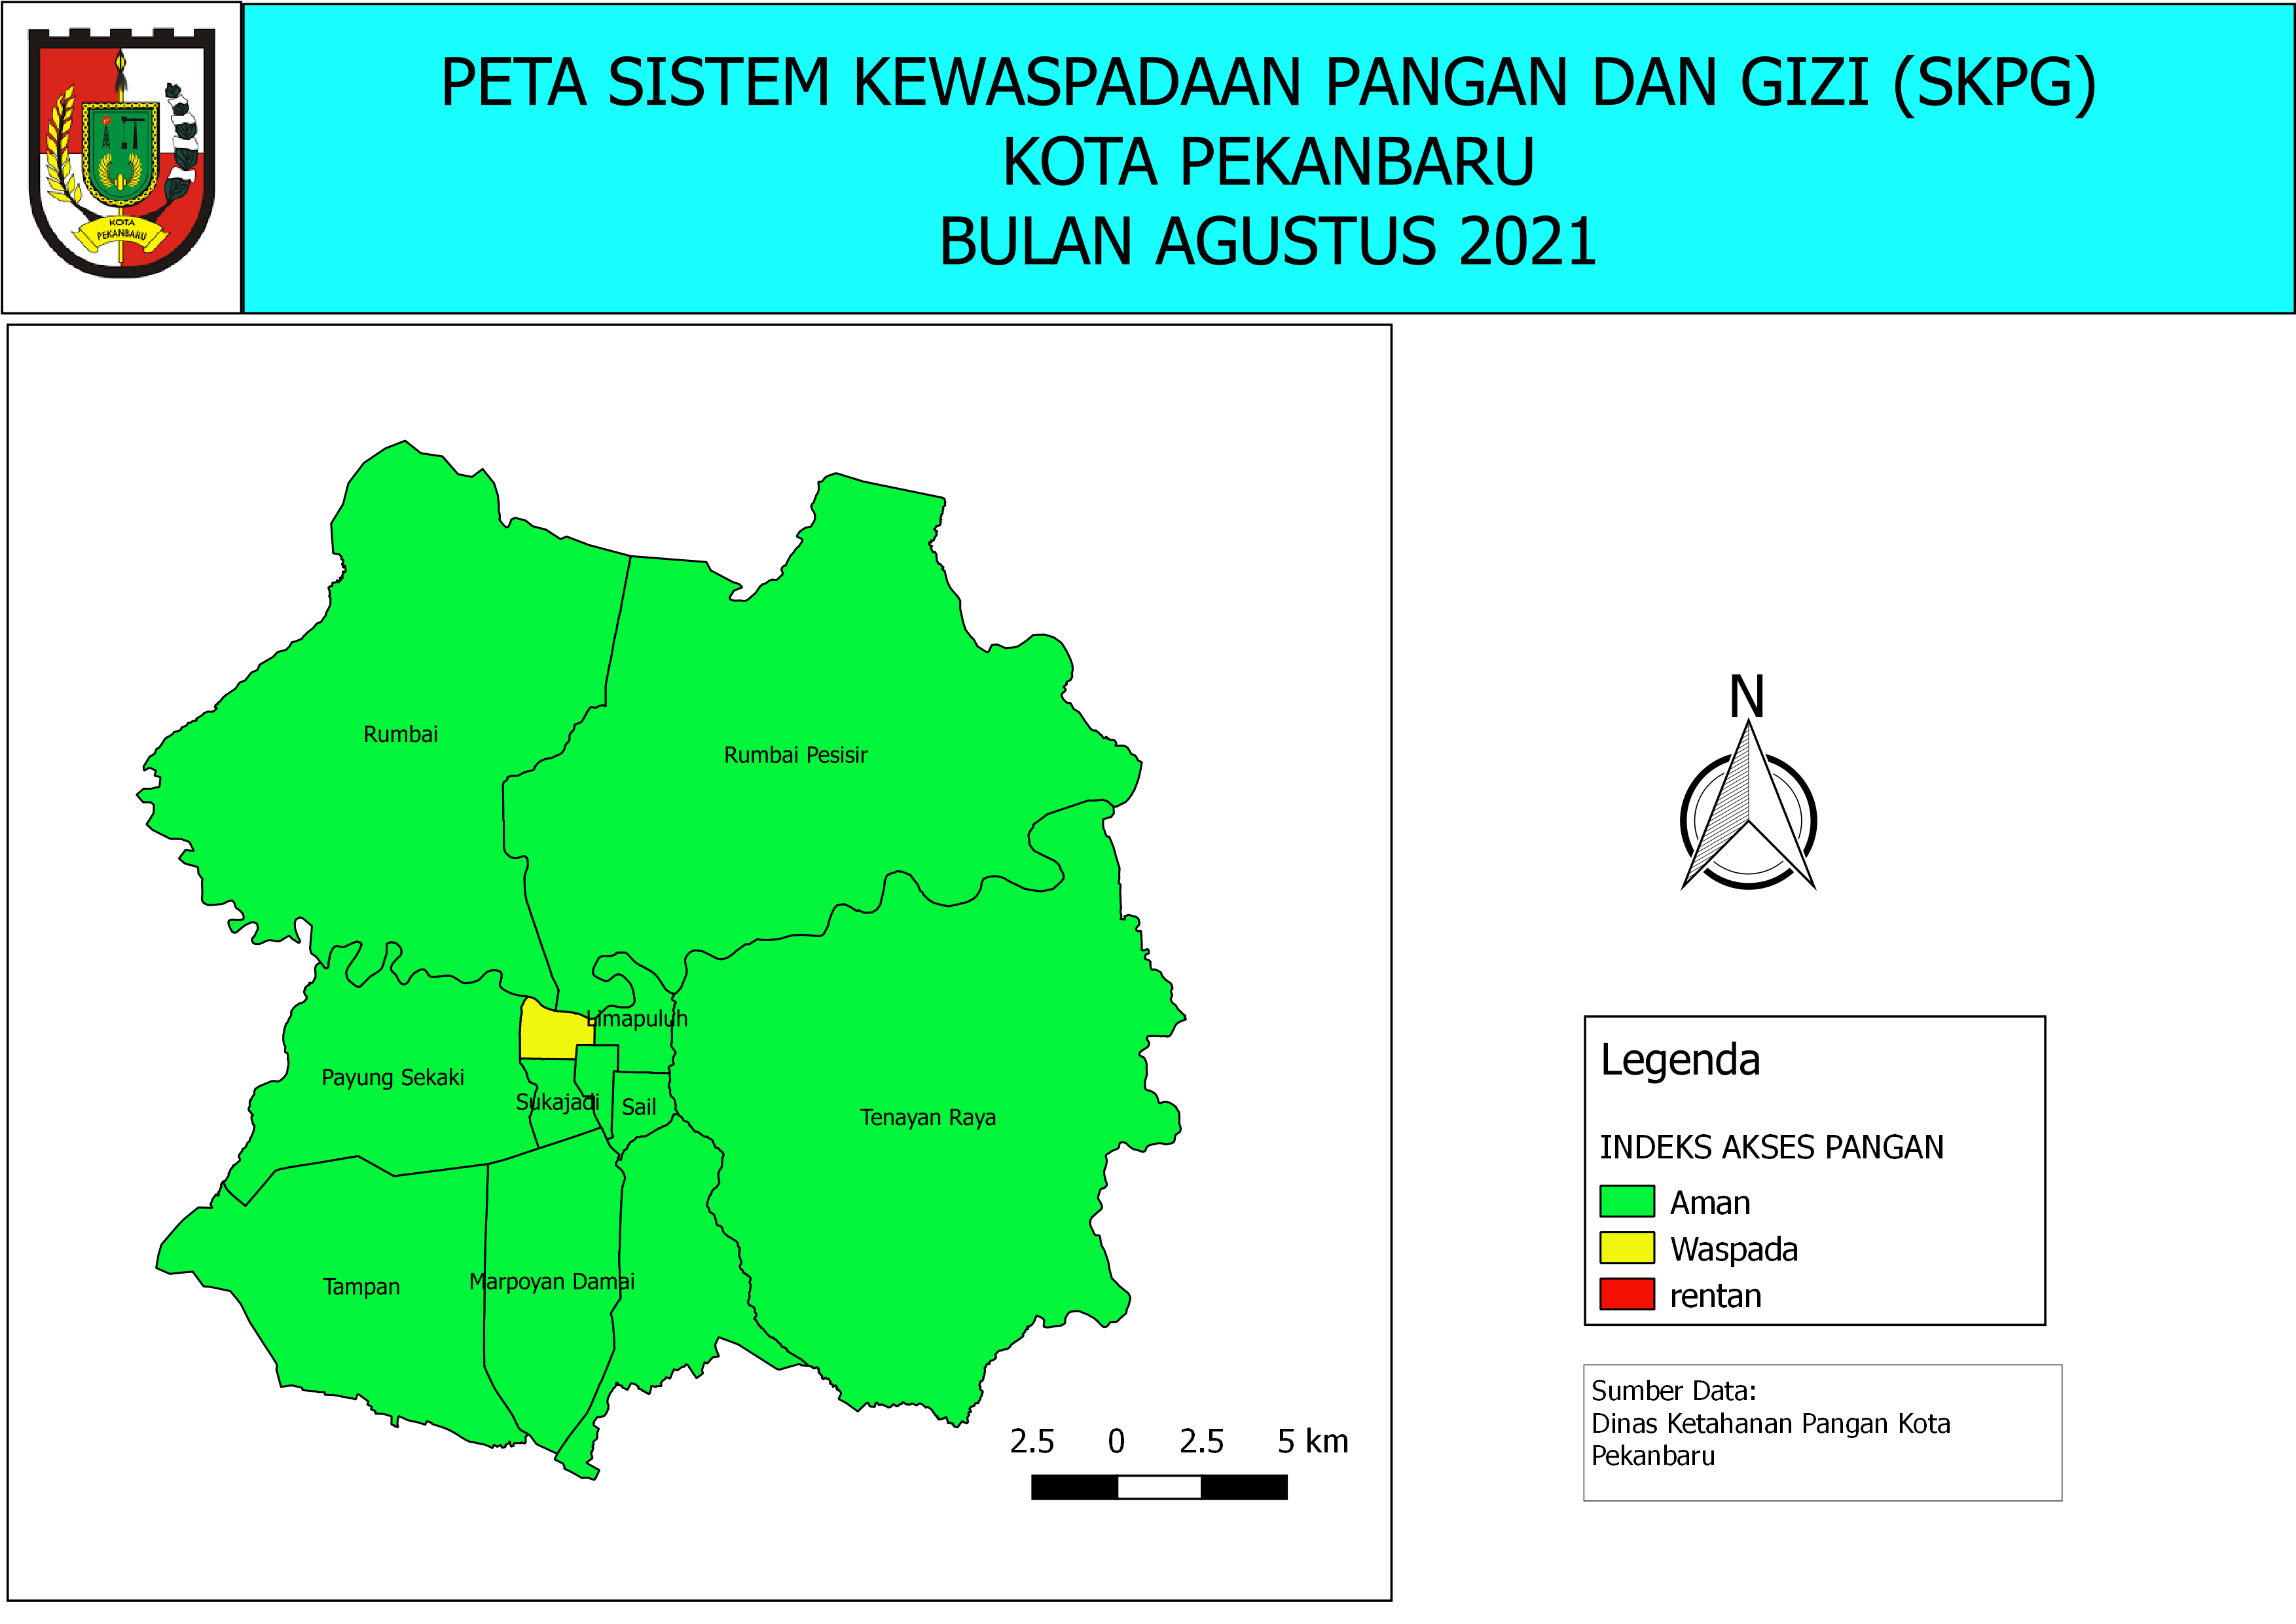 KOTA
PEKANBARU
PETA SISTEM KEWASPADAAN PANGAN DAN GIZI (SKPG)
KOTA PEKANBARU
BULAN AGUSTUS 2021
Rumbai
Rumbai Pesisir
Limapuluh
Payung Sekaki
Sukajadi
Sail
Tenayan Raya
Tampan
Marpoyan Damai
2.5 0 2.5 5 km
N
Legenda
INDEKS AKSES PANGAN
Aman
Waspada
rentan
Sumber Data:
Dinas Ketahanan Pangan Kota
Pekanbaru